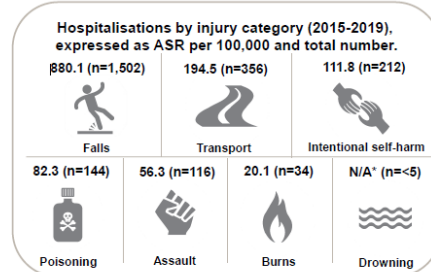 Hospitalisations by injury category (2015-2019),
expressed as ASR per 100,000 and total number.
880.1 (n=1,502)
194.5 (n=356)
111.8 (n=212)
Falls
Transport
Intentional self-harm
82.3 (n=144)
56.3 (n=116)
20.1 (n=34)
N/A* (n=<5)
Poisoning
Assault
Burns
Drowning